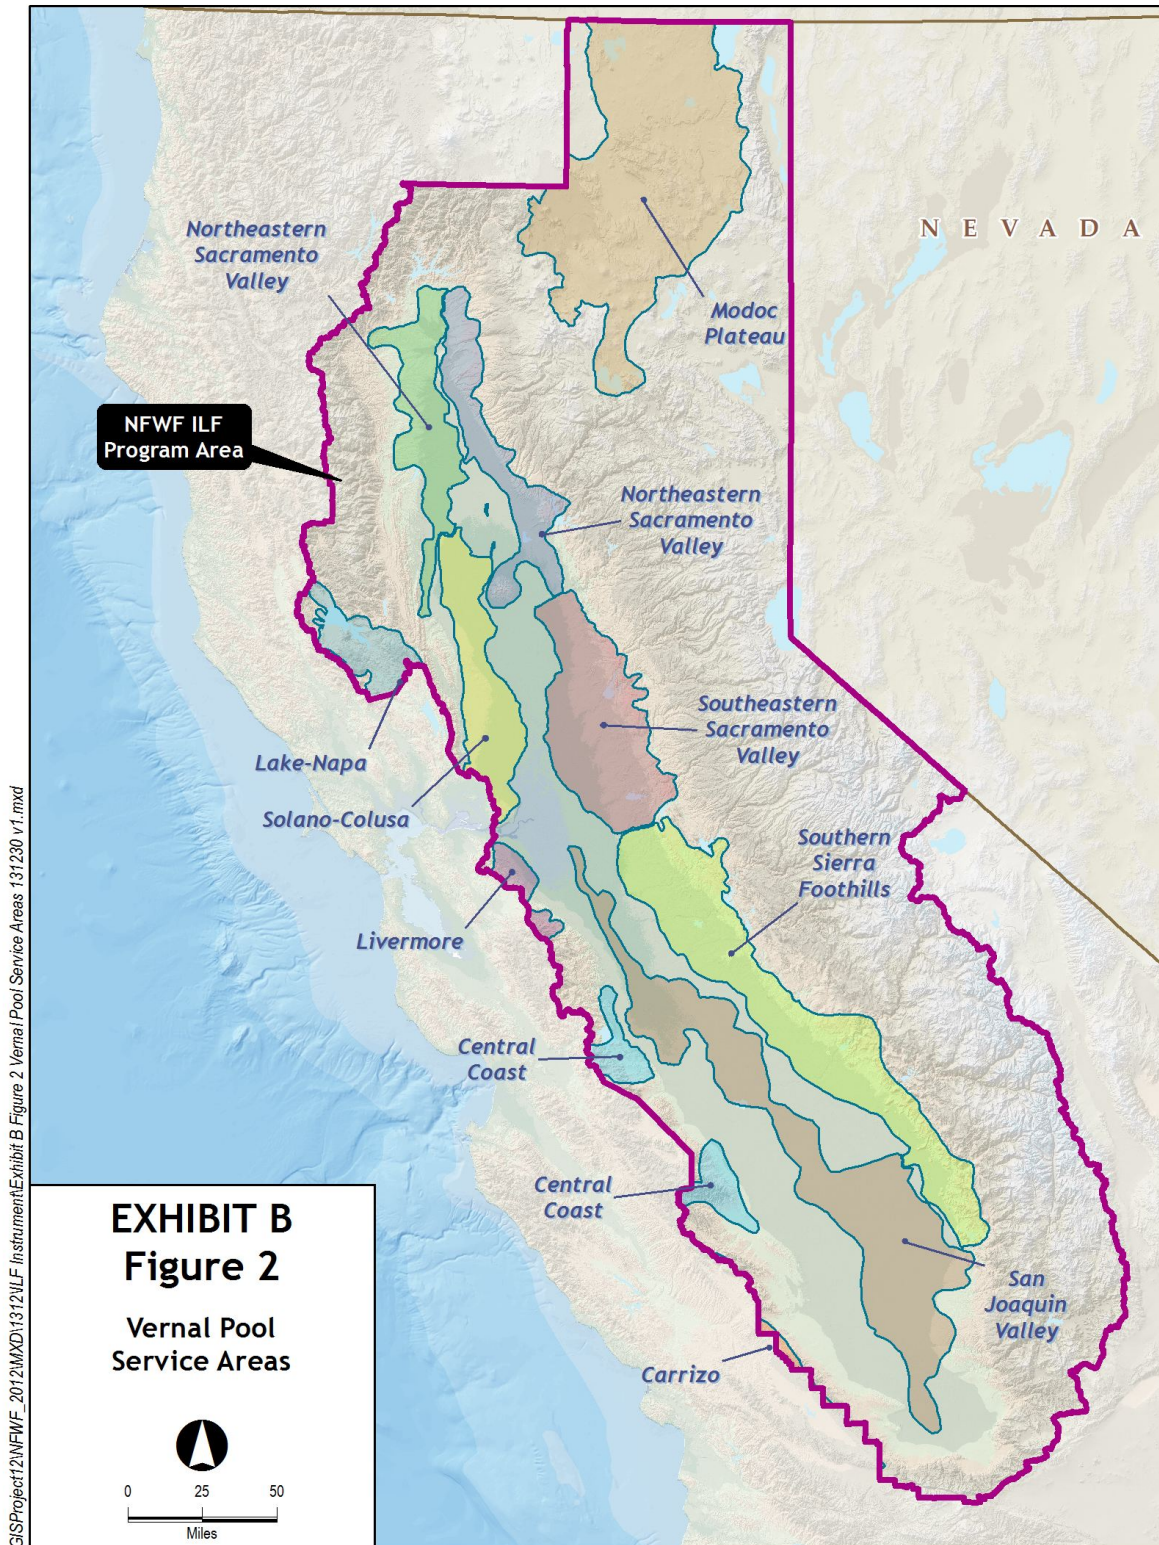 NEVADA
Northeastern
Sacramento
Valley
Modoc
Plateau
NFWF ILF
Program Area
Northeastern
Sacramento
Valley
Southeastern
Sacramento
Valley
Lake-Napa
Solano-Colusa
Southern
Sierra
Foothills
Livermore
Central
Coast
Central
Coast
San
Joaquin
Valley
Carrizo
EXHIBIT B
Figure 2
Vernal Pool
Service Areas
0 25 50
Miles
GISProject12\NFWF_2012\MXD\1312\ILF Instrument\Exhibit B Figure 2 Vernal Pool Service Areas 131230 v1.mxd